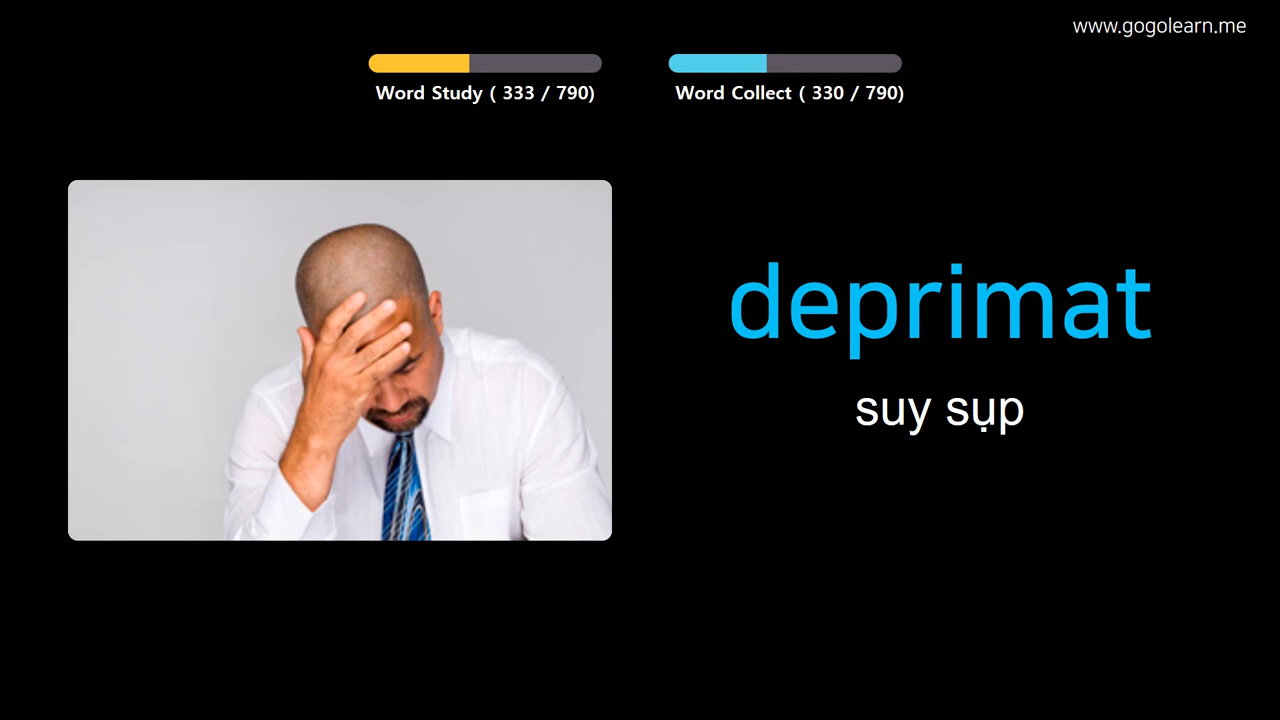 www.gogolearn.me
Word Study ( 333 / 790)
Word Collect ( 330 / 790)
deprimat
suy sụp